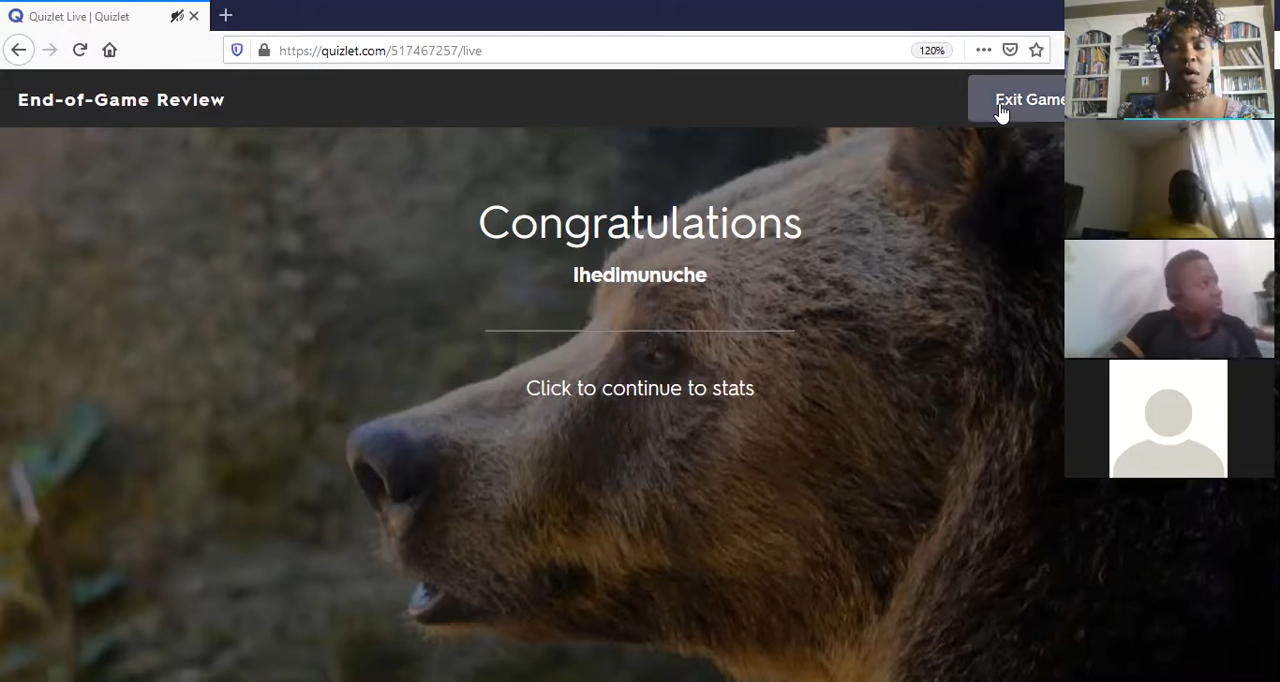 Quizlet Live | Quizlet
https://quizlet.com/517467257/live
120%
End-of-Game Review
Exit Game
Congratulations
Ihedimunuche
Click to continue to stats